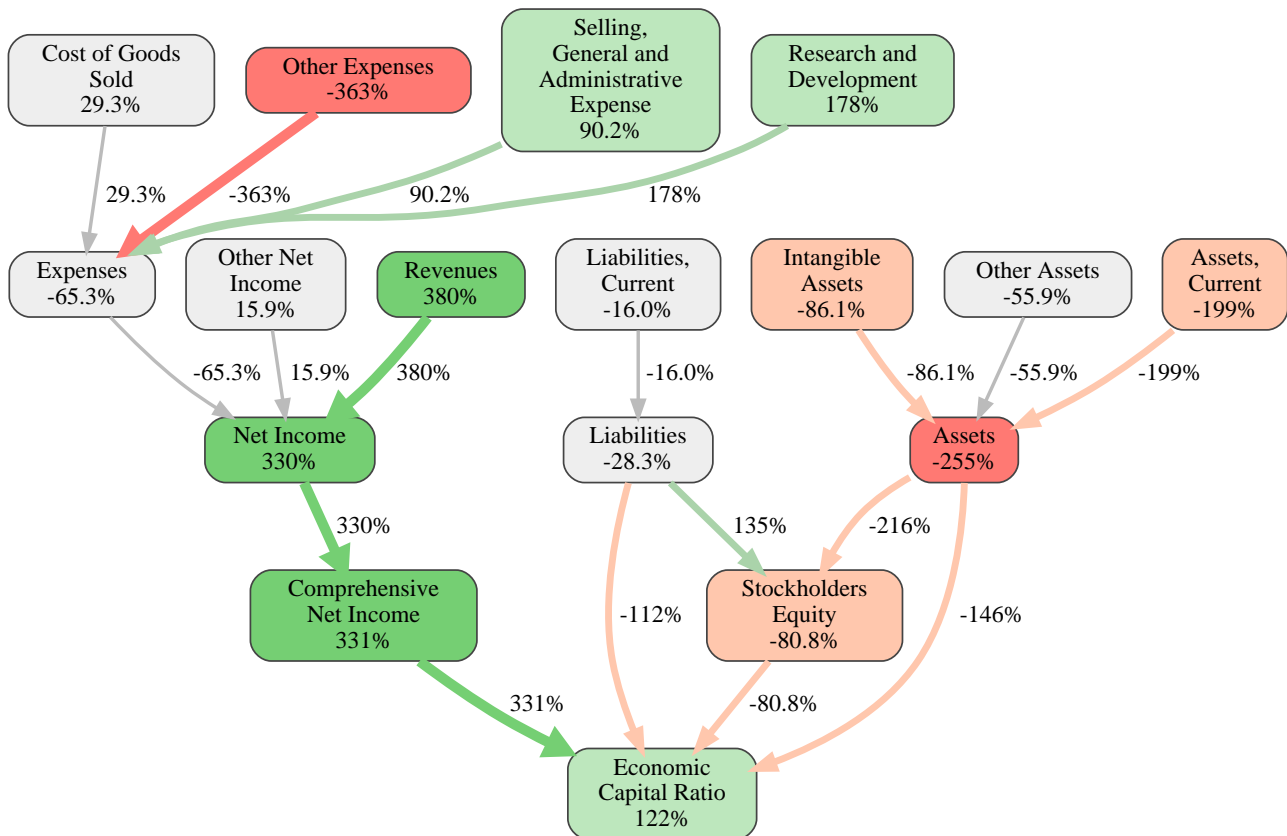 Cost of Goods
Sold
29.3%
Other Expenses
-363%
Selling,
General and
Administrative
Expense
90.2%
Research and
Development
178%
29.3%
-363%
90.2%
178%
Expenses
-65.3%
Other Net
Income
15.9%
Revenues
380%
Liabilities,
Current
-16.0%
Intangible
Assets
-86.1%
Other Assets
-55.9%
Assets,
Current
-199%
-65.3%
15.9%
380%
-16.0%
-86.1%
-55.9%
-199%
Net Income
330%
Liabilities
-28.3%
Assets
-255%
330%
135%
-216%
Comprehensive
Net Income
331%
-112%
Stockholders
Equity
-80.8%
-146%
331%
-80.8%
Economic
Capital Ratio
122%